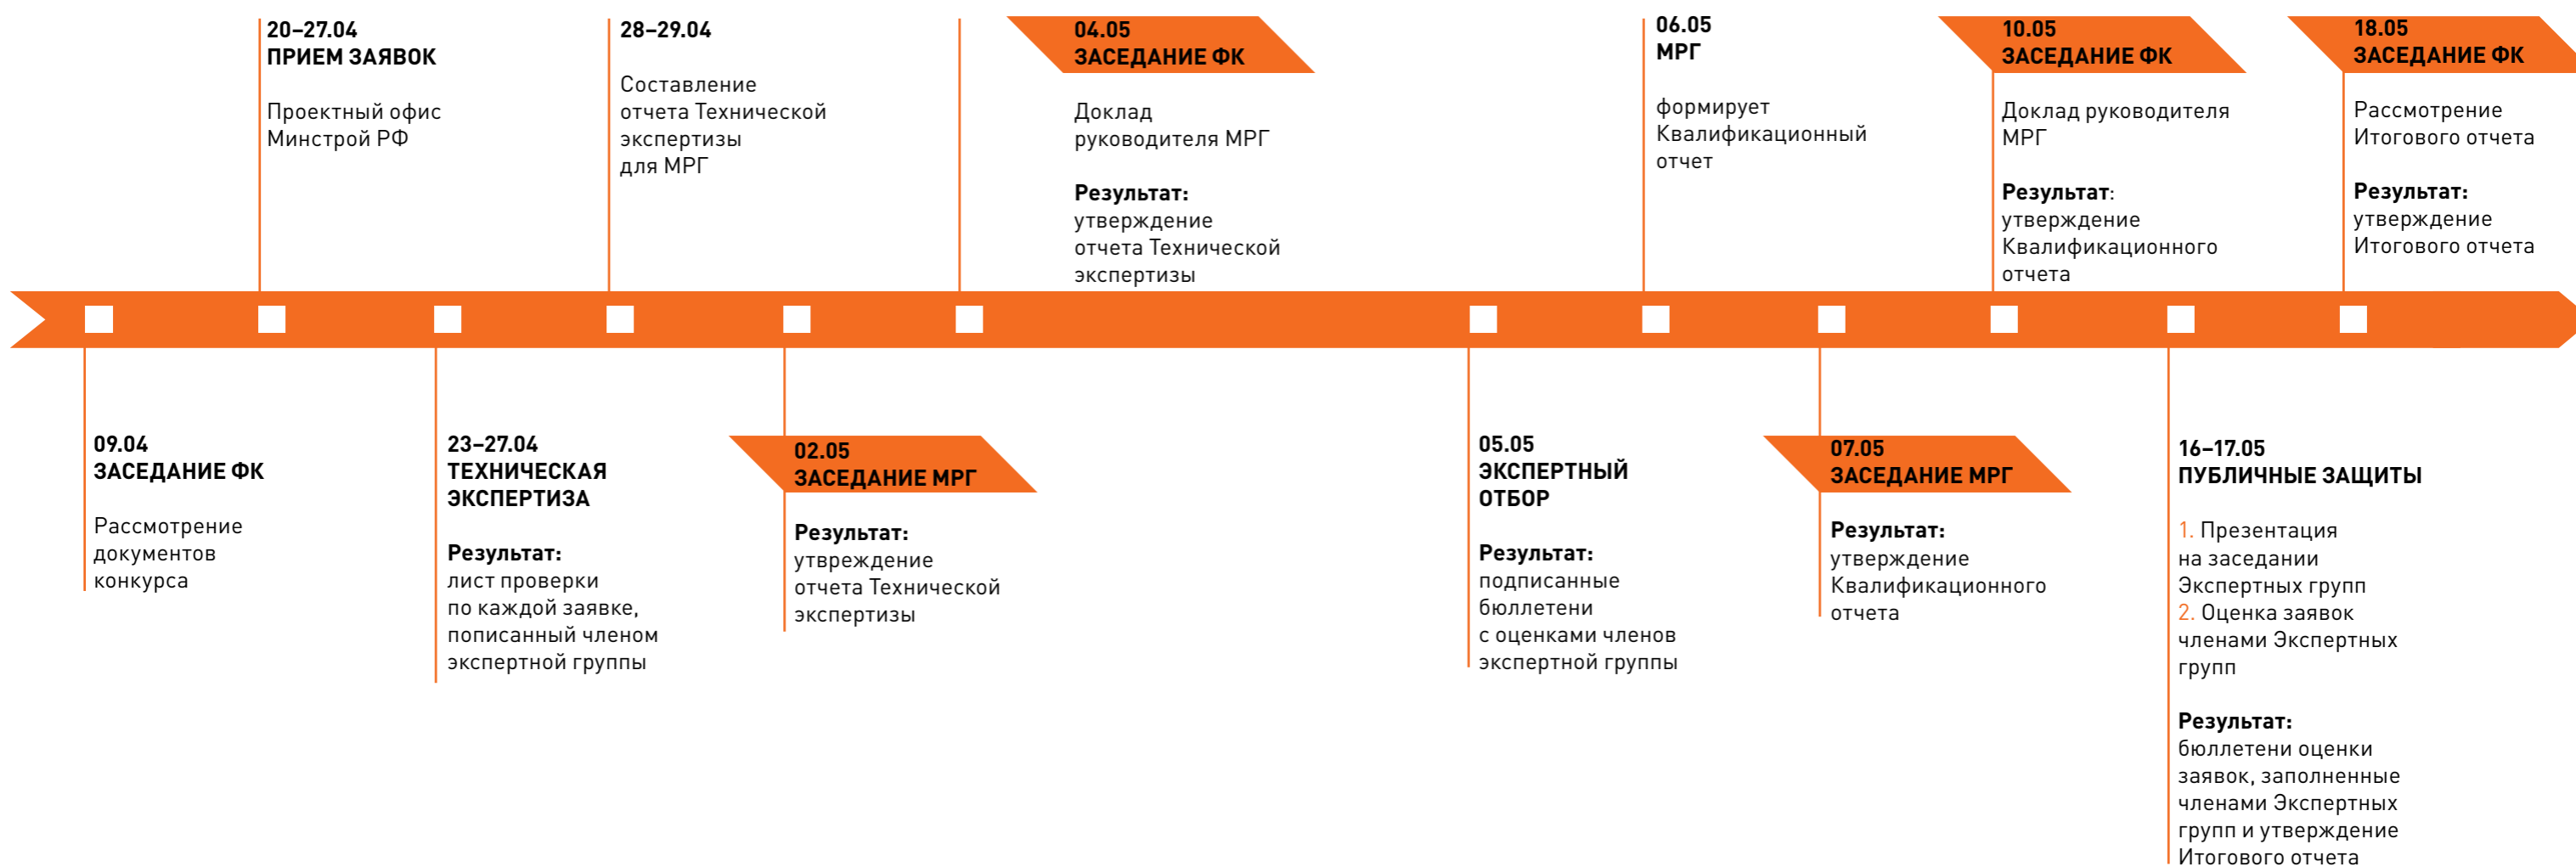 20–27.04
ПРИЕМ ЗАЯВОК
Проектный офис
Минстрой РФ
28–29.04
Составление
отчета Технической
экспертизы
для МРГ
04.05
ЗАСЕДАНИЕ ФК
Доклад
руководителя МРГ
Результат:
утверждение
отчета Технической
экспертизы
06.05
МРГ
формирует
Квалификационный
отчет
10.05
ЗАСЕДАНИЕ ФК
Доклад руководителя
МРГ
Результат:
утверждение
Квалификационного
отчета
18.05
ЗАСЕДАНИЕ ФК
Рассмотрение
Итогового отчета
Результат:
утверждение
Итогового отчета
09.04
ЗАСЕДАНИЕ ФК
Рассмотрение
документов
конкурса
23–27.04
ТЕХНИЧЕСКАЯ
ЭКСПЕРТИЗА
Результат:
лист проверки
по каждой заявке,
пописанный членом
экспертной группы
02.05
ЗАСЕДАНИЕ МРГ
Результат:
утвреждение
отчета Технической
экспертизы
05.05
ЭКСПЕРТНЫЙ
ОТБОР
Результат:
подписанные
бюллетени
с оценками членов
экспертной группы
07.05
ЗАСЕДАНИЕ МРГ
Результат:
утверждение
Квалификационного
отчета
16–17.05
ПУБЛИЧНЫЕ ЗАЩИТЫ
1. Презентация
на заседании
Экспертных групп
2. Оценка заявок
членами Экспертных
групп
Результат:
бюллетени оценки
заявок, заполненные
членами Экспертных
групп и утверждение
Итогового отчета